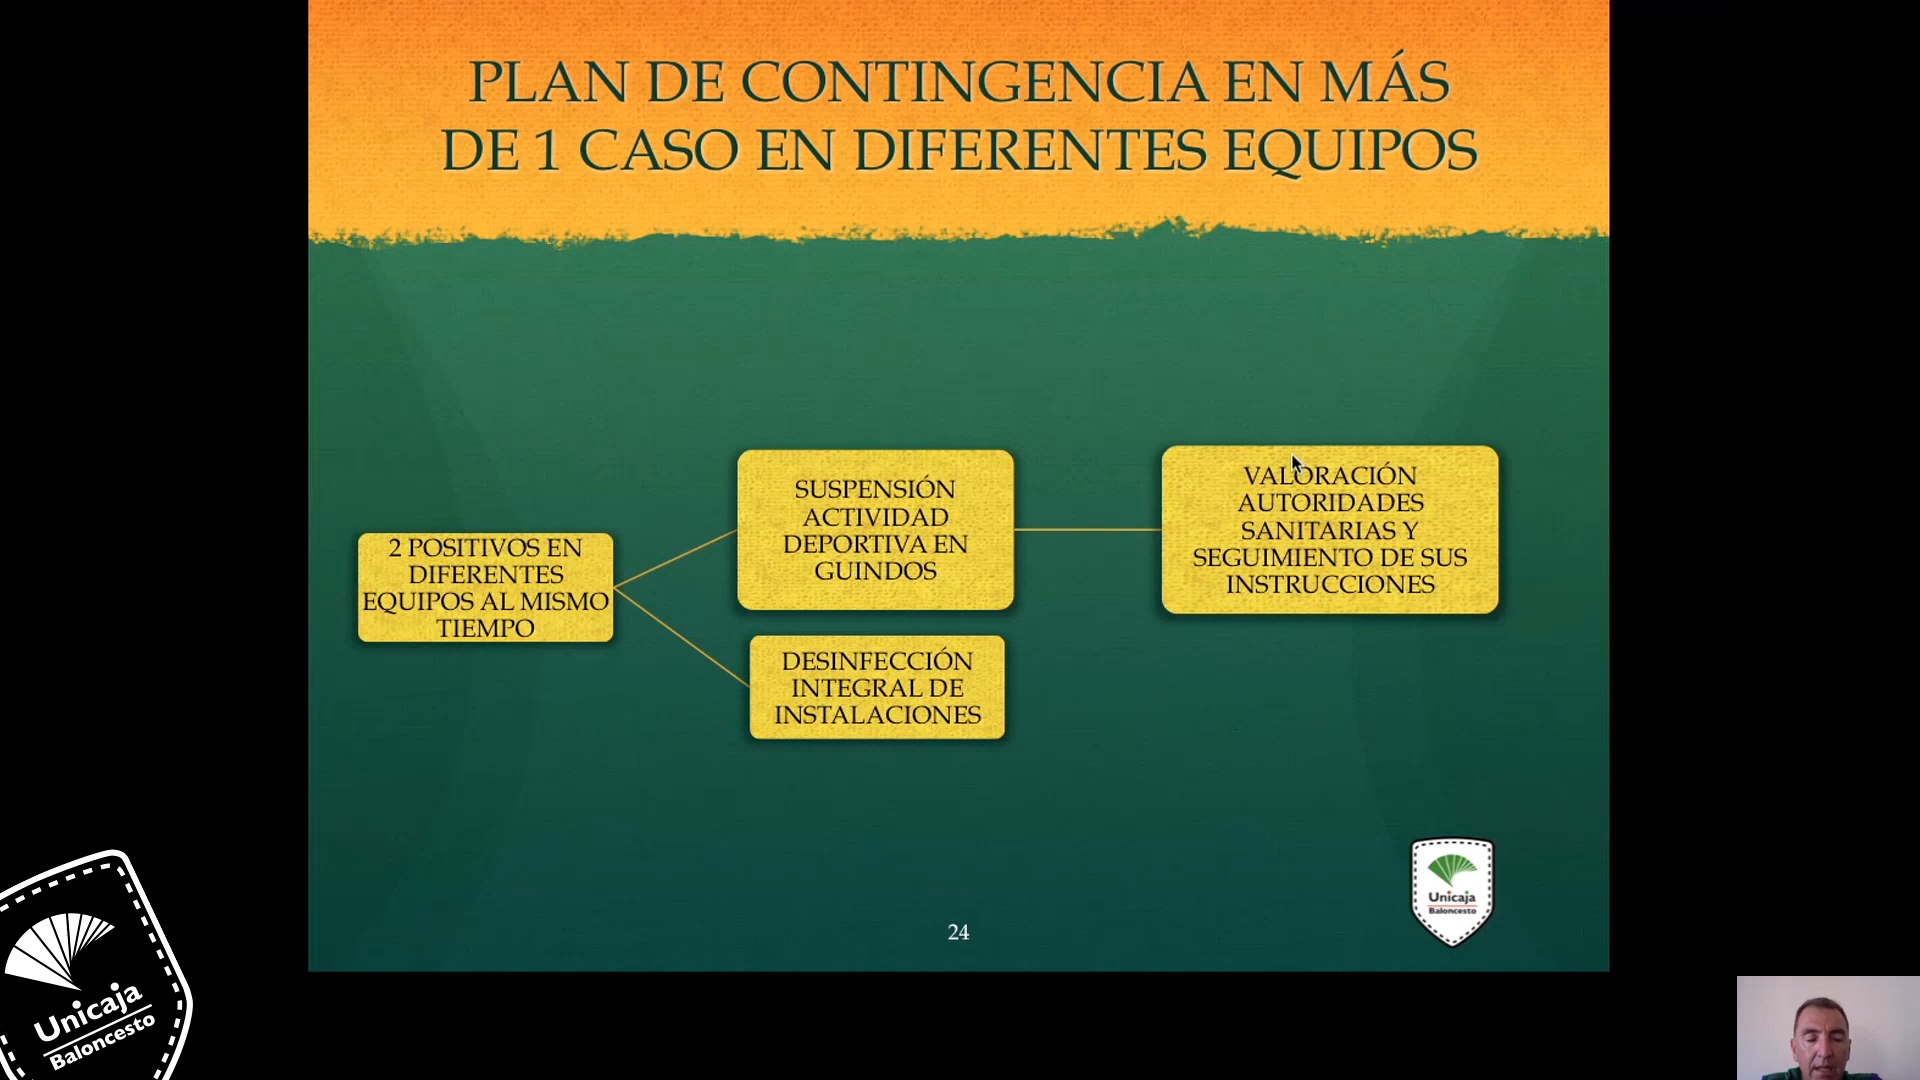 PLAN DE CONTINGENCIA EN MÁS
DE 1 CASO EN DIFERENTES EQUIPOS
2 POSITIVOS EN
DIFERENTES
EQUIPOS AL MISMO
TIEMPO
SUSPENSIÓN
ACTIVIDAD
DEPORTIVA EN
GUINDOS
DESINFECCIÓN
INTEGRAL DE
INSTALACIONES
VALORACIÓN
AUTORIDADES
SANITARIAS Y
SEGUIMIENTO DE SUS
INSTRUCCIONES
Unicaja
Baloncesto
24
Unicaja
Baloncesto